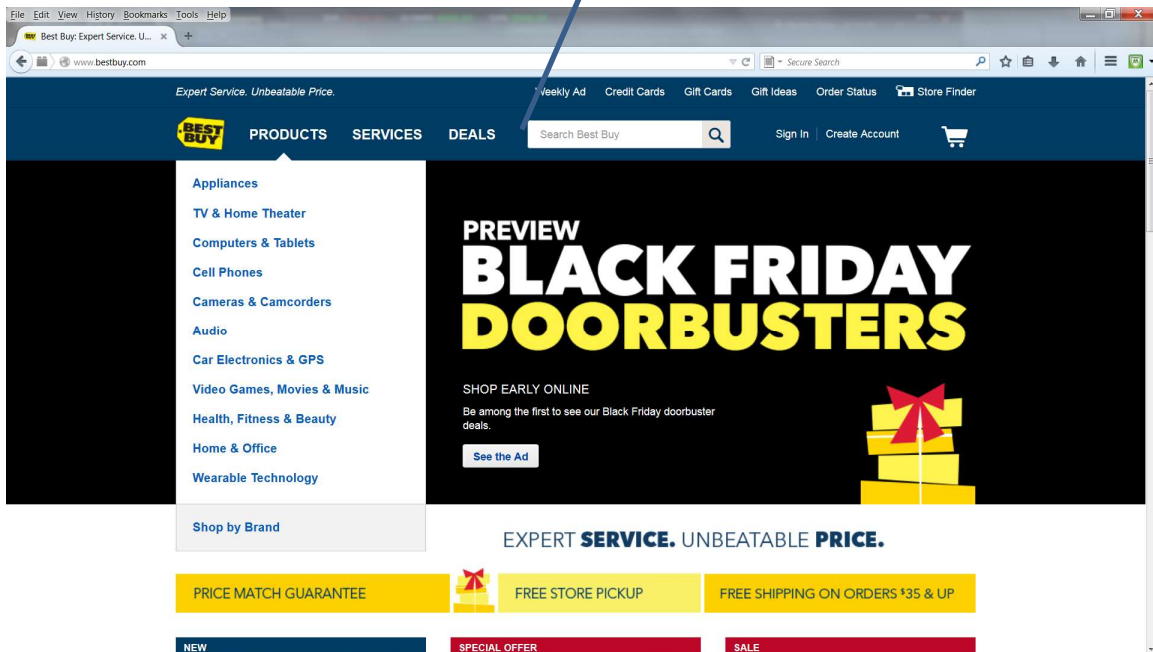 File Edit View History Bookmarks Tools Help
Best Buy: Expert Service. U...
www.bestbuy.com
Secure Search
Expert Service. Unbeatable Price.
Weekly Ad Credit Cards Gift Cards Gift Ideas Order Status Store Finder
BEST BUY
PRODUCTS SERVICES DEALS
Search Best Buy
Sign In Create Account
Appliances
TV & Home Theater
Computers & Tablets
Cell Phones
Cameras & Camcorders
Audio
Car Electronics & GPS
Video Games, Movies & Music
Health, Fitness & Beauty
Home & Office
Wearable Technology
Shop by Brand
PREVIEW
BLACK FRIDAY
DOORBUSTERS
SHOP EARLY ONLINE
Be among the first to see our Black Friday doorbuster
deals.
See the Ad
EXPERT SERVICE. UNBEATABLE PRICE.
PRICE MATCH GUARANTEE
FREE STORE PICKUP
FREE SHIPPING ON ORDERS $35 & UP
NEW
SPECIAL OFFER
SALE